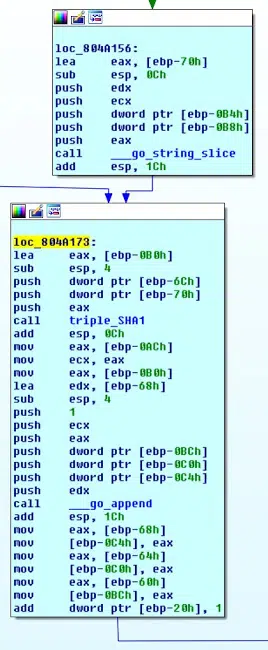 loc_804A156:
lea eax, [ebp-70h]
sub esp, 0Ch
push edx
push ecx
push dword ptr [ebp-0B4h]
push dword ptr [ebp-0B8h]
push eax
call ___go_string_slice
add esp, 1Ch
loc_804A173:
lea eax, [ebp-0B0h]
sub esp, 4
push dword ptr [ebp-6Ch]
push dword ptr [ebp-70h]
push eax
call triple_SHA1
add esp, 0Ch
mov eax, [ebp-0ACh]
mov ecx, eax
mov eax, [ebp-0B0h]
lea edx, [ebp-68h]
sub esp, 4
push 1
push ecx
push eax
push dword ptr [ebp-0BCh]
push dword ptr [ebp-0C0h]
push dword ptr [ebp-0C4h]
push edx
call ___go_append
add esp, 1Ch
mov eax, [ebp-68h]
mov [ebp-0C4h], eax
mov eax, [ebp-64h]
mov [ebp-0C0h], eax
mov eax, [ebp-60h]
mov [ebp-0BCh], eax
add dword ptr [ebp-20h], 1